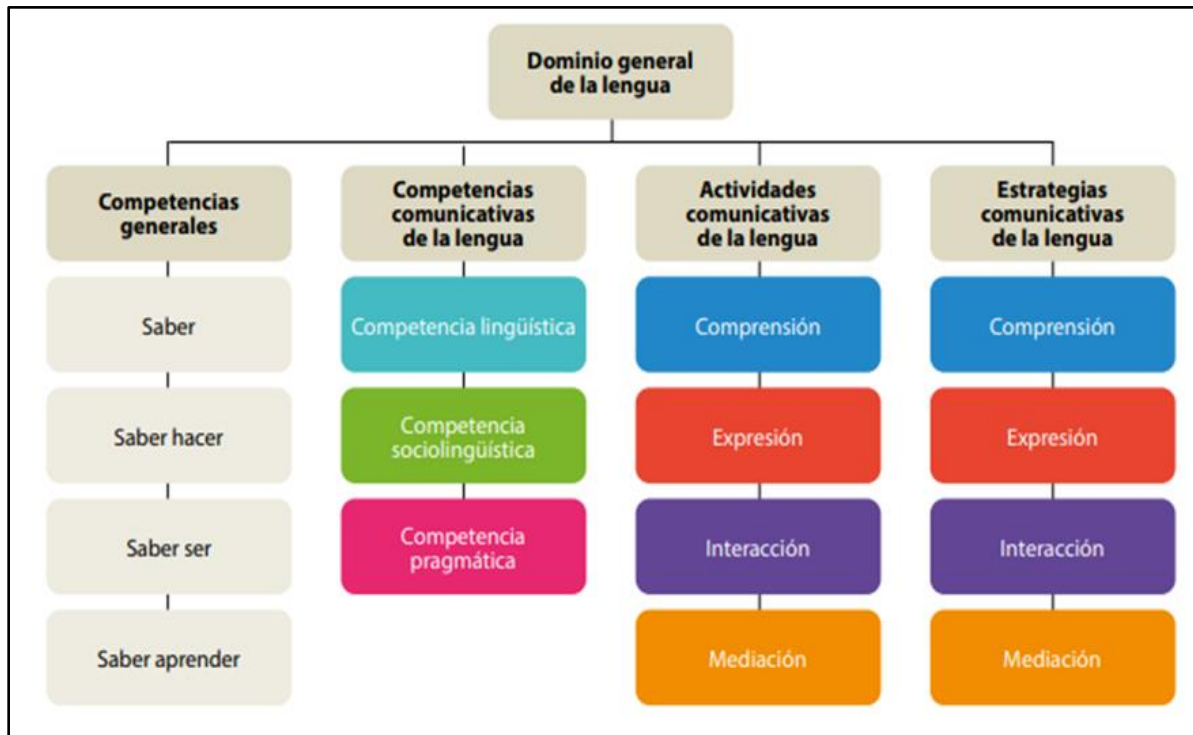 Dominio general
de la lengua
Competencias
generales
Saber
Saber hacer
Saber ser
Saber aprender
Competencias
comunicativas
de la lengua
Competencia lingüística
Competencia
sociolingüística
Competencia
pragmática
Actividades
comunicativas
de la lengua
Comprensión
Expresión
Interacción
Mediación
Estrategias
comunicativas
de la lengua
Comprensión
Expresión
Interacción
Mediación